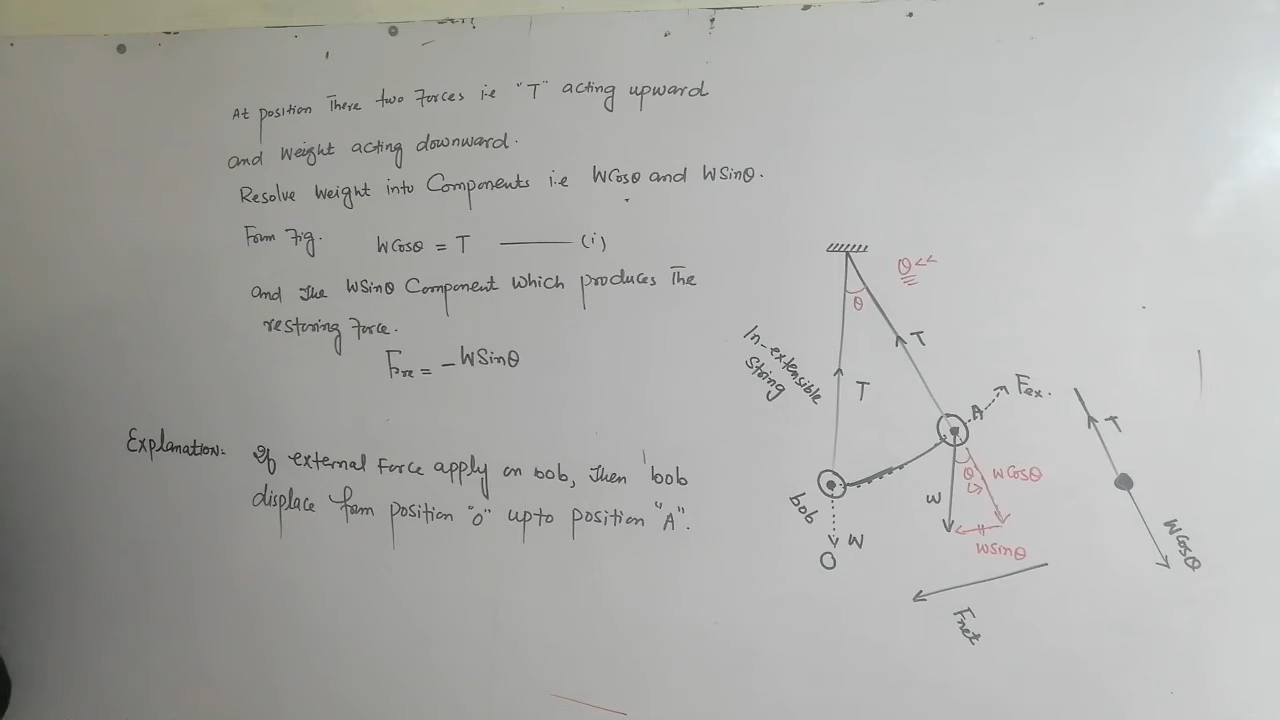 At position There two Forces i.e "T" acting upward
and weight acting downward.
Resolve weight into Components i.e WCosθ and WSinθ.
Form Fig. WCosθ = T —— (i)
and the WSinθ Component which produces The
restoring Force.
Fre = -WSinθ
Explanation:- If external Force apply on bob, then bob
displace form position "o" upto position "A".
θ<<
θ
In-extensible
String
T
T
A
Fex.
T
bob
θ
WCosθ
W
W
O
WSinθ
WCosθ
Fnet